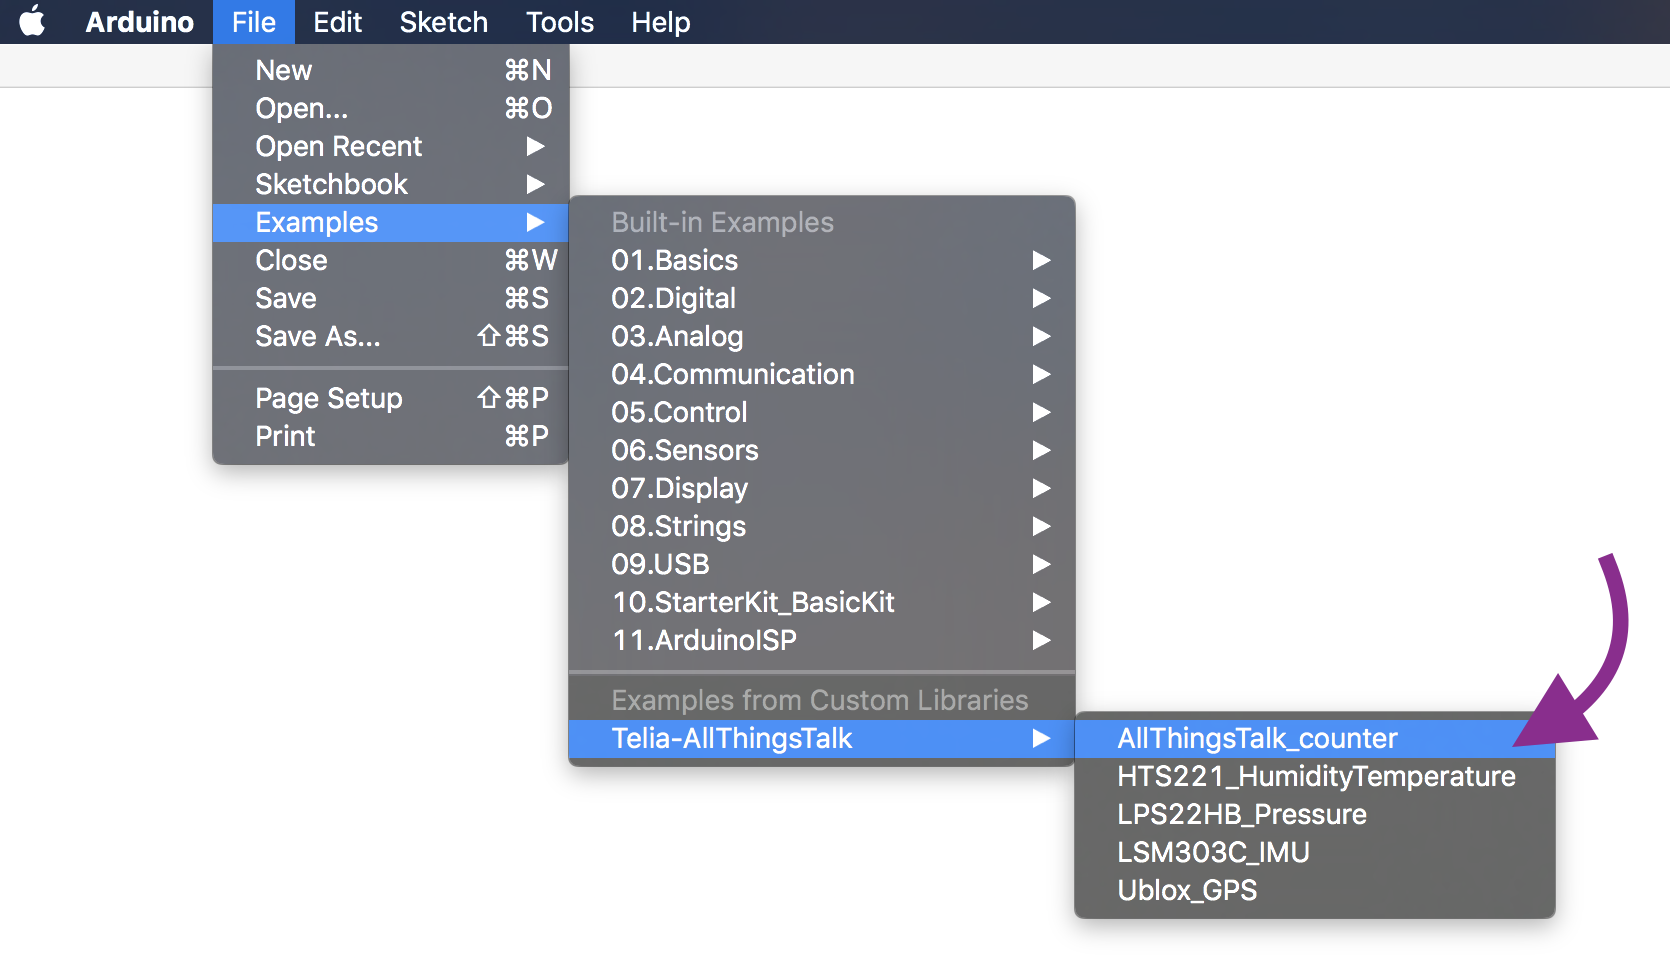 Arduino File Edit Sketch Tools Help
New ⌘N
Open... ⌘O
Open Recent ▶
Sketchbook ▶
Examples ▶
Close ⌘W
Save ⌘S
Save As... ⇧⌘S
Page Setup ⇧⌘P
Print ⌘P
Built-in Examples
01.Basics ▶
02.Digital ▶
03.Analog ▶
04.Communication ▶
05.Control ▶
06.Sensors ▶
07.Display ▶
08.Strings ▶
09.USB ▶
10.StarterKit_BasicKit ▶
11.ArduinoISP ▶
Examples from Custom Libraries
Telia-AllThingsTalk ▶
AllThingsTalk_counter
HTS221_HumidityTemperature
LPS22HB_Pressure
LSM303C_IMU
Ublox_GPS